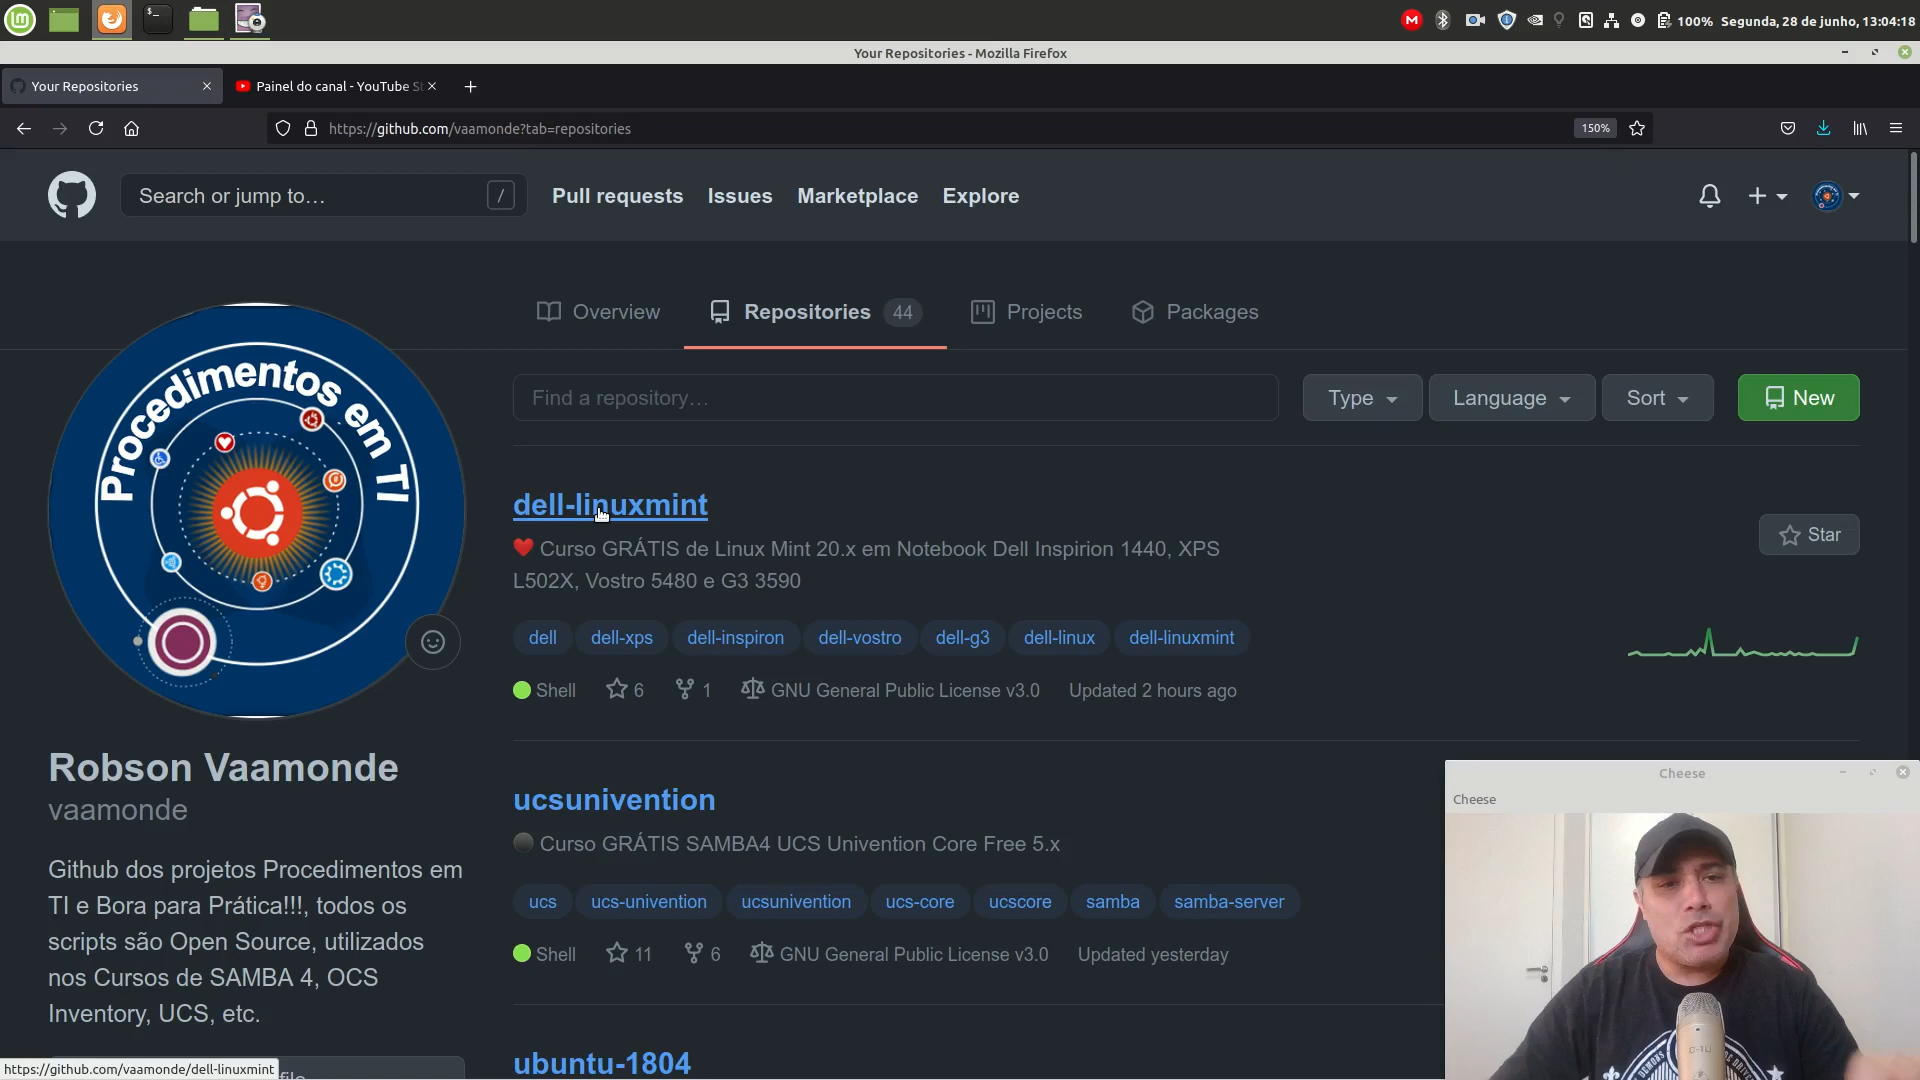 100% Segunda, 28 de junho, 13:04:18
Your Repositories - Mozilla Firefox
Your Repositories
Painel do canal - YouTube St
https://github.com/vaamonde?tab=repositories
150%
Search or jump to…
/
Pull requests
Issues
Marketplace
Explore
Overview
Repositories 44
Projects
Packages
Procedimentos em TI
Find a repository…
Type
Language
Sort
New
dell-linuxmint
Curso GRÁTIS de Linux Mint 20.x em Notebook Dell Inspirion 1440, XPS
L502X, Vostro 5480 e G3 3590
Star
dell dell-xps dell-inspiron dell-vostro dell-g3 dell-linux dell-linuxmint
Shell 6 1 GNU General Public License v3.0 Updated 2 hours ago
Robson Vaamonde
vaamonde
Github dos projetos Procedimentos em
TI e Bora para Prática!!!, todos os
scripts são Open Source, utilizados
nos Cursos de SAMBA 4, OCS
Inventory, UCS, etc.
ucsunivention
Curso GRÁTIS SAMBA4 UCS Univention Core Free 5.x
ucs ucs-univention ucsunivention ucs-core ucscore samba samba-server
Shell 11 6 GNU General Public License v3.0 Updated yesterday
ubuntu-1804
Cheese
Cheese
C-1U
https://github.com/vaamonde/dell-linuxmint